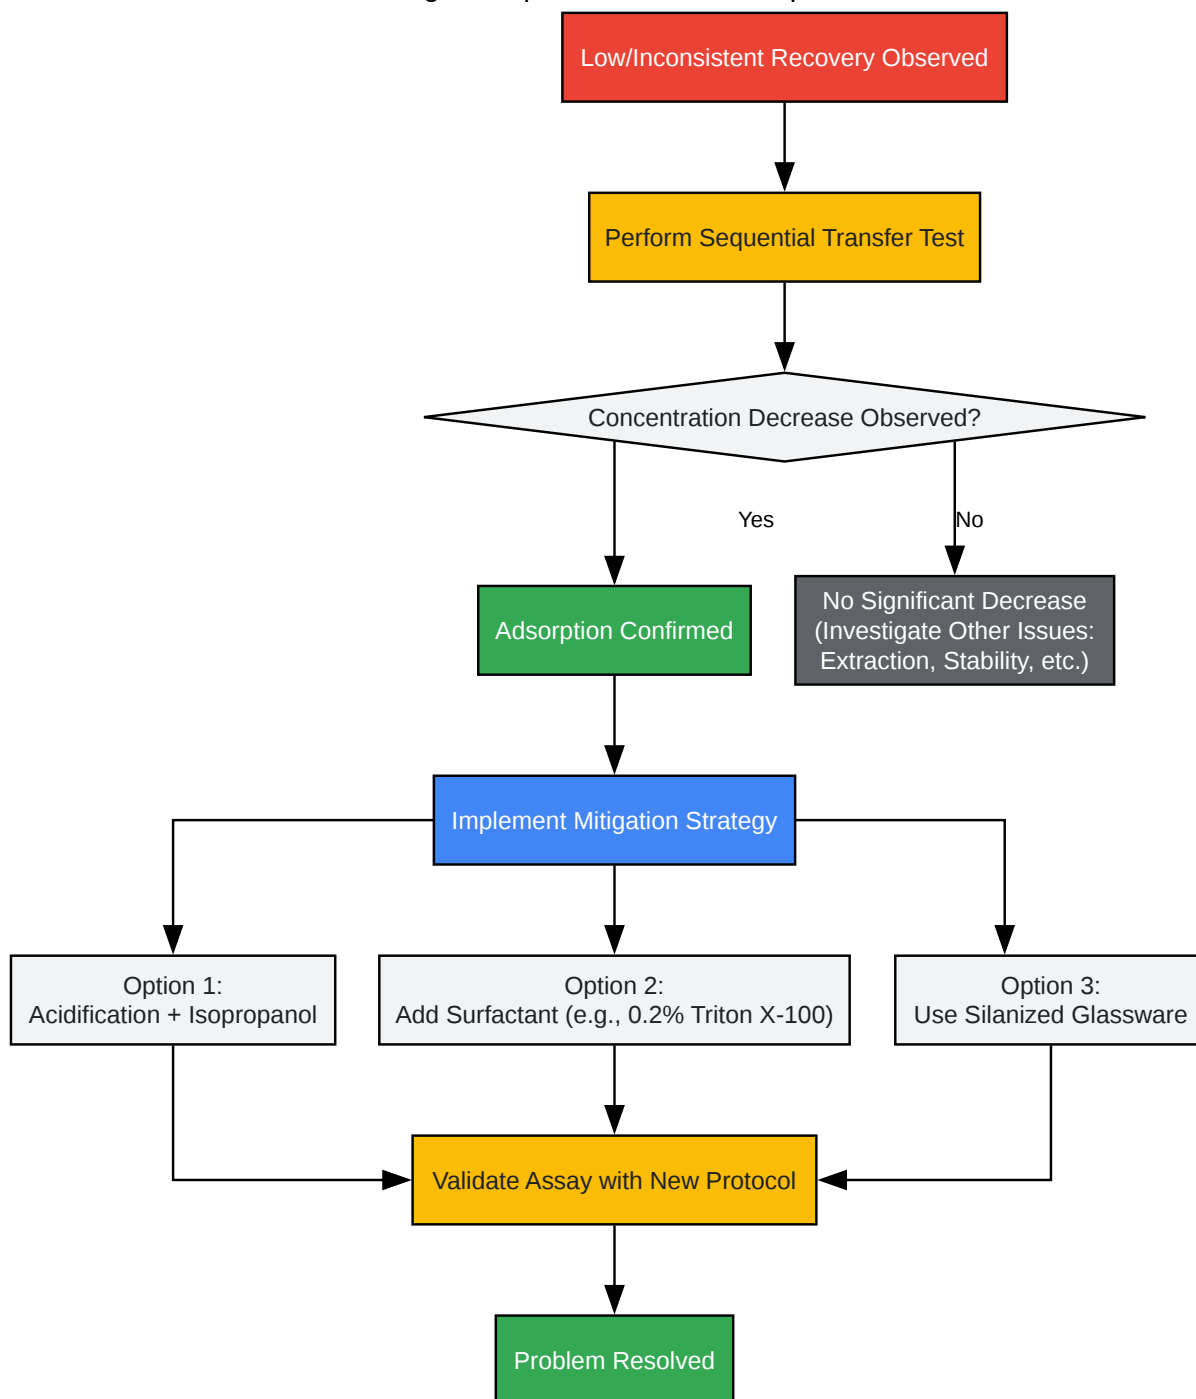 Low/Inconsistent Recovery Observed
Perform Sequential Transfer Test
Concentration Decrease Observed?
Yes
No
Adsorption Confirmed
No Significant Decrease
(Investigate Other Issues:
Extraction, Stability, etc.)
Implement Mitigation Strategy
Option 1:
Acidification + Isopropanol
Option 2:
Add Surfactant (e.g., 0.2% Triton X-100)
Option 3:
Use Silanized Glassware
Validate Assay with New Protocol
Problem Resolved